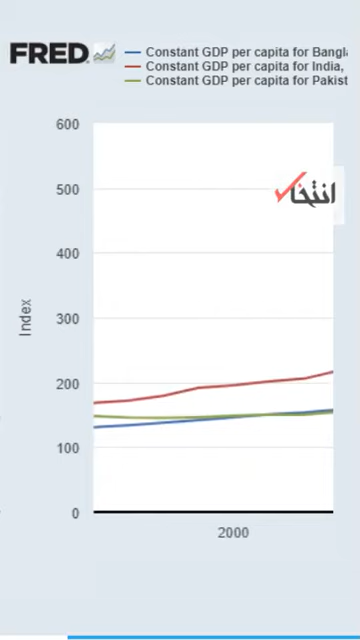 FRED
Constant GDP per capita for Bangl
Constant GDP per capita for India,
Constant GDP per capita for Pakist
600
500
400
300
200
100
0
Index
2000
انتخاب